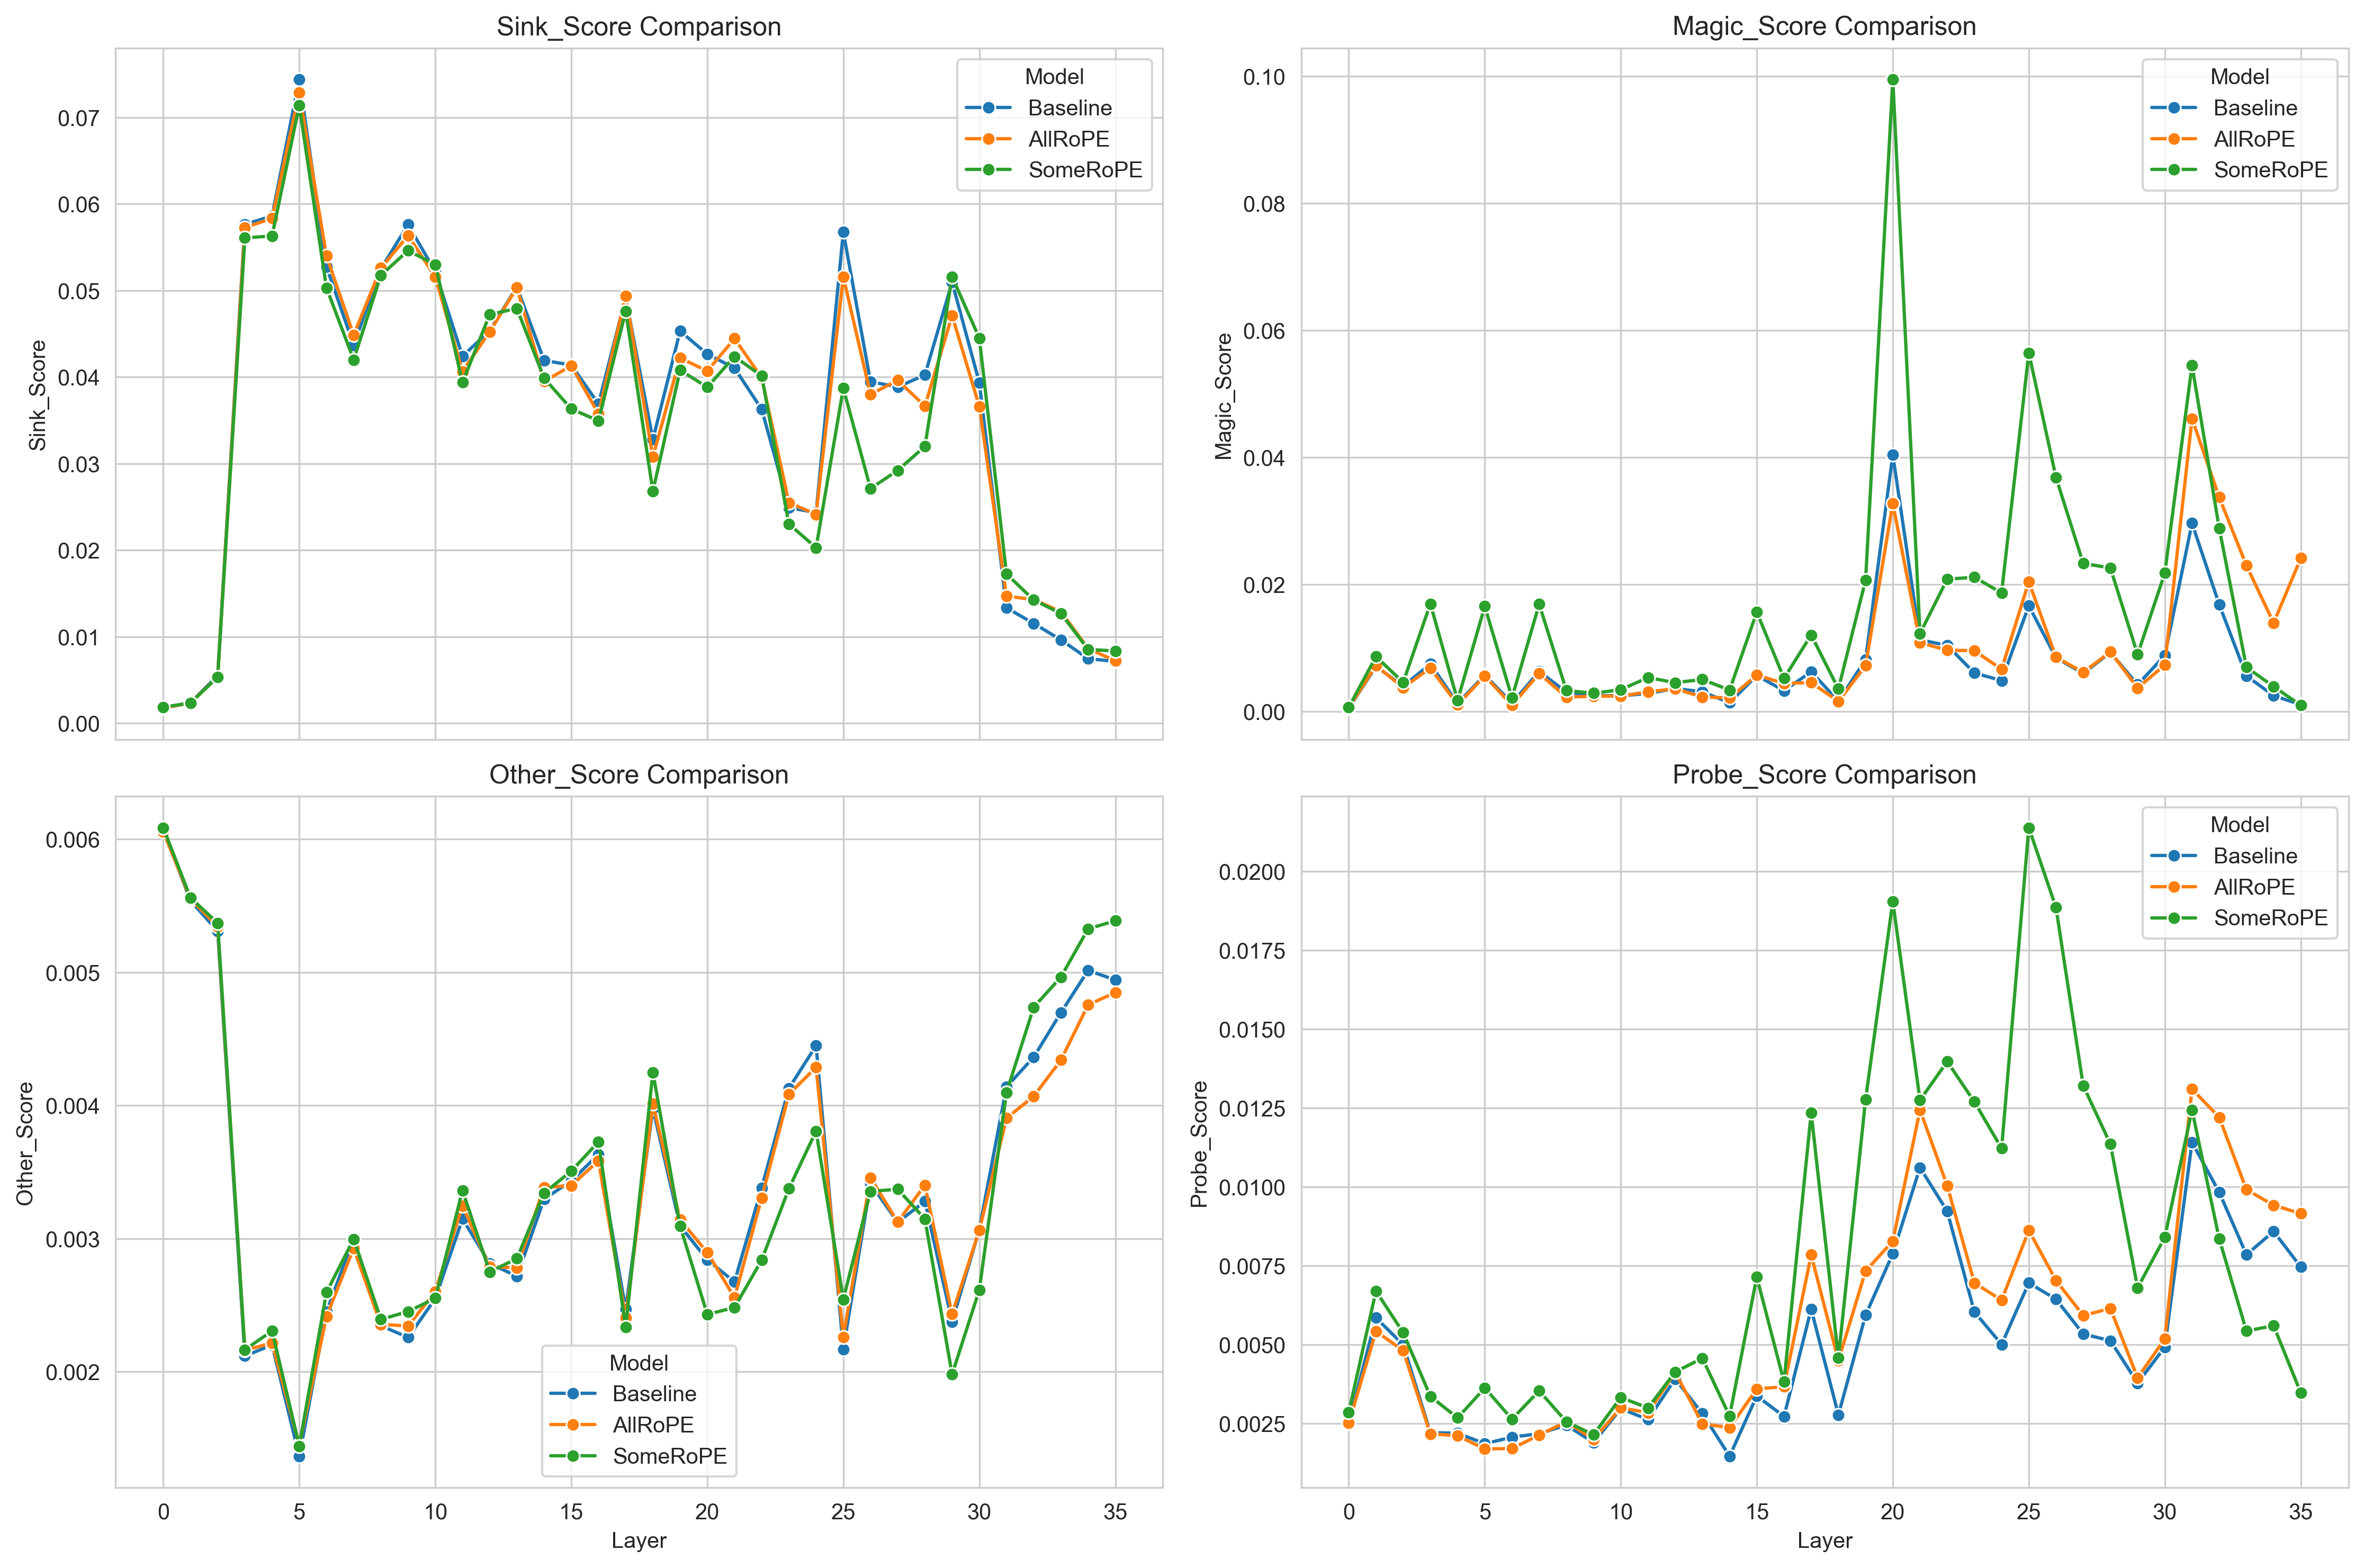 Sink_Score Comparison
Sink_Score
0.07
0.06
0.05
0.04
0.03
0.02
0.01
0.00
Model
Baseline
AllRoPE
SomeRoPE
Magic_Score Comparison
Magic_Score
0.10
0.08
0.06
0.04
0.02
0.00
Model
Baseline
AllRoPE
SomeRoPE
Other_Score Comparison
Other_Score
0.006
0.005
0.004
0.003
0.002
Model
Baseline
AllRoPE
SomeRoPE
0 5 10 15 20 25 30 35
Layer
Probe_Score Comparison
Probe_Score
0.0200
0.0175
0.0150
0.0125
0.0100
0.0075
0.0050
0.0025
Model
Baseline
AllRoPE
SomeRoPE
0 5 10 15 20 25 30 35
Layer